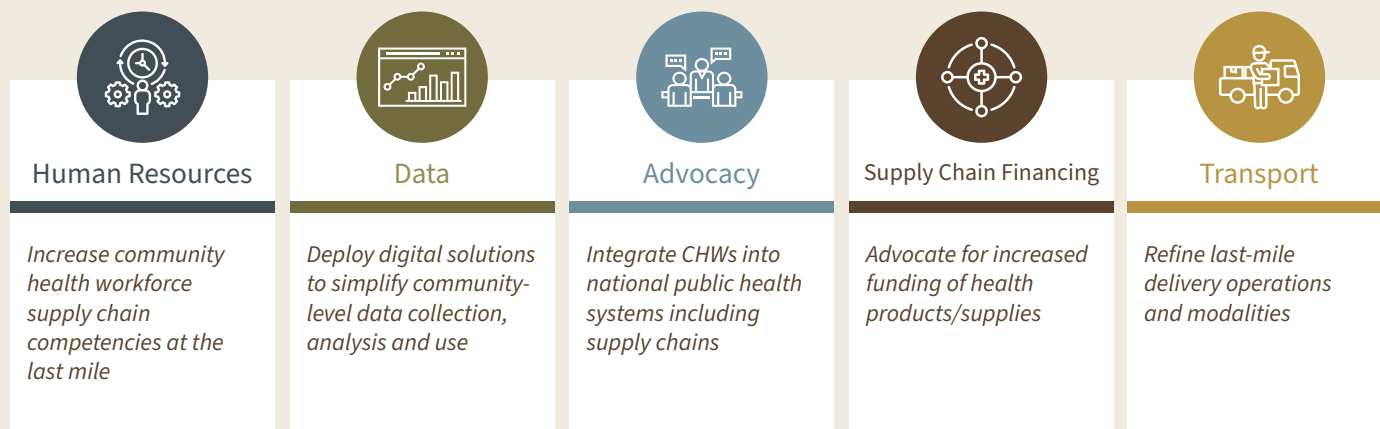 Human Resources
Increase community
health workforce
supply chain
competencies at the
last mile
Data
Deploy digital solutions
to simplify community-
level data collection,
analysis and use
Advocacy
Integrate CHWs into
national public health
systems including
supply chains
Supply Chain Financing
Advocate for increased
funding of health
products/supplies
Transport
Refine last-mile
delivery operations
and modalities